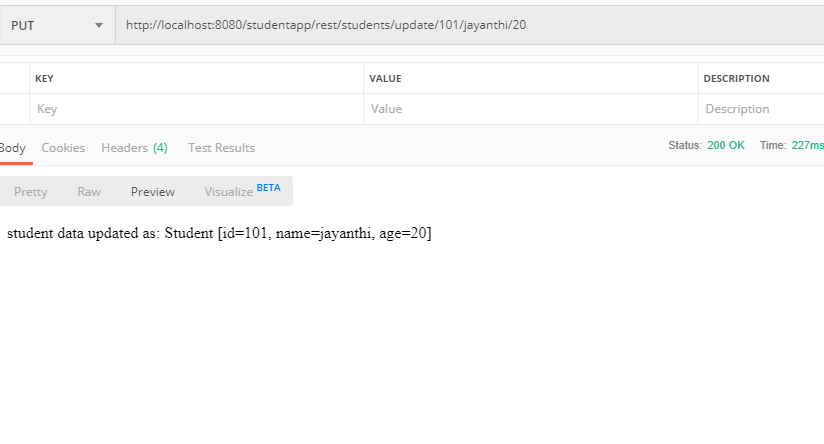 PUT http://localhost:8080/studentapp/rest/students/update/101/jayanthi/20
KEY VALUE DESCRIPTION
Key Value Description
Body Cookies Headers (4) Test Results Status: 200 OK Time: 227ms
Pretty Raw Preview Visualize BETA
student data updated as: Student [id=101, name=jayanthi, age=20]